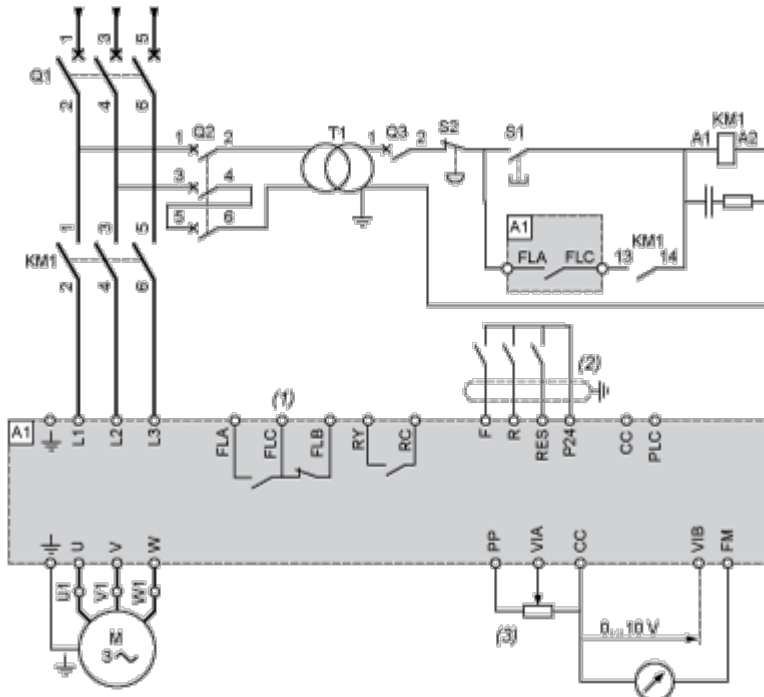 1 3 5
Q1
2 4 6
1 Q2 2
3 4
5 6
T1
1 Q3 2
S2
S1
KM1
A1 A2
A1
FLA FLC
KM1
13 14
1 3 5
KM1
2 4 6
(1)
(2)
A1
L1 L2 L3
FLA FLC FLB RY RC
F R RES P24 CC PLC
U V W
PP VIA CC VIB FM
U1 V1 W1
M
3
(3)
0 ... 10 V